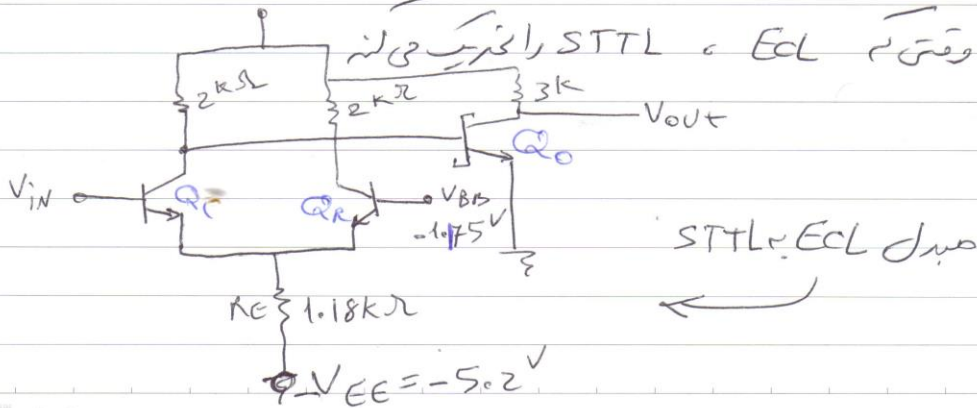 وقتی که ECL ، STTL را تحریک می کند
2kΩ
2kΩ
3k
Vout
Qo
VIN
QR
VBB
-1.175V
مبدل ECL به STTL
RE 1.18kΩ
-VEE = -5.2V